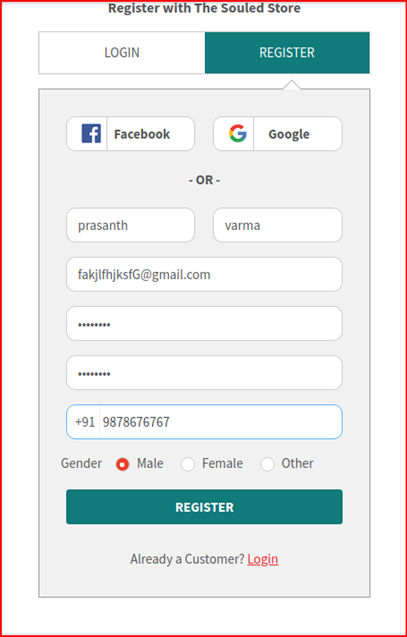 Register with The Souled Store
LOGIN REGISTER
Facebook Google
- OR -
prasanth varma
fakjlfhjksfG@gmail.com
••••••••
••••••••
+91 9878676767
Gender Male Female Other
REGISTER
Already a Customer? Login